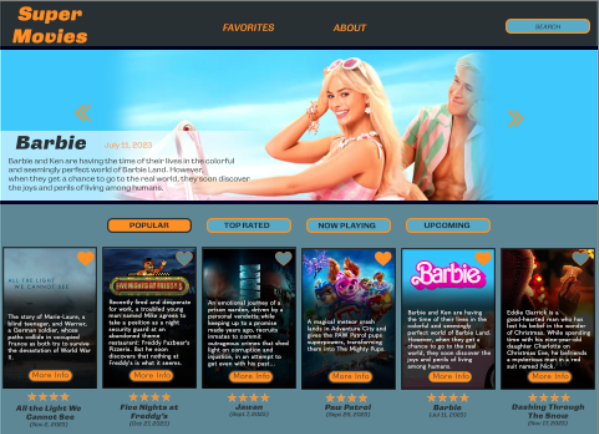 Super
Movies
FAVORITES
ABOUT
SEARCH
Barbie July 11, 2023
Barbie and Ken are having the time of their lives in the colorful
and seemingly perfect world of Barbie Land. However,
when they get a chance to go to the real world, they soon discover
the joys and perils of living among humans.
POPULAR
TOP RATED
NOW PLAYING
UPCOMING
ALL THE LIGHT
WE CANNOT SEE
The story of Marie-Laure, a
blind teenager, and Werner,
a German soldier, whose
paths collide in occupied
France as both try to survive
the devastation of World War
II.
More Info
All the Light We
Cannot See
(Nov 2, 2023)
FIVE NIGHTS AT FREDDY'S
Recently fired and desperate
for work, a troubled young
man named Mike agrees to
take a position as a night
security guard at an
abandoned theme
restaurant: Freddy Fazbear's
Pizzeria. But he soon
discovers that nothing at
Freddy's is what it seems.
More Info
Five Nights at
Freddy's
(Oct 27, 2023)
An emotional journey of a
prison warden, driven by a
personal vendetta, while
keeping up to a promise
made years ago, recruits
inmates to commit
outrageous crimes that shed
light on corruption and
injustice, in an attempt to
get even with his past...
More Info
Jawan
(Sept 7, 2023)
A magical meteor crash
lands in Adventure City and
gives the PAW Patrol pups
superpowers, transforming
them into The Mighty Pups.
More Info
Paw Patrol
Barbie
Barbie and Ken are having
the time of their lives in the
colorful and seemingly
perfect world of Barbie Land.
However, when they get a
chance to go to the real
world, they soon discover
the joys and perils of living
among humans.
More Info
Barbie
(Jul 11, 2023)
Eddie Garrick is a
good-hearted man who has
lost his belief in the wonder
of Christmas. While spending
time with his nine-year-old
daughter Charlotte on
Christmas Eve, he befriends
a mysterious man in a red
suit named Nick.
More Info
Dashing Through
The Snow